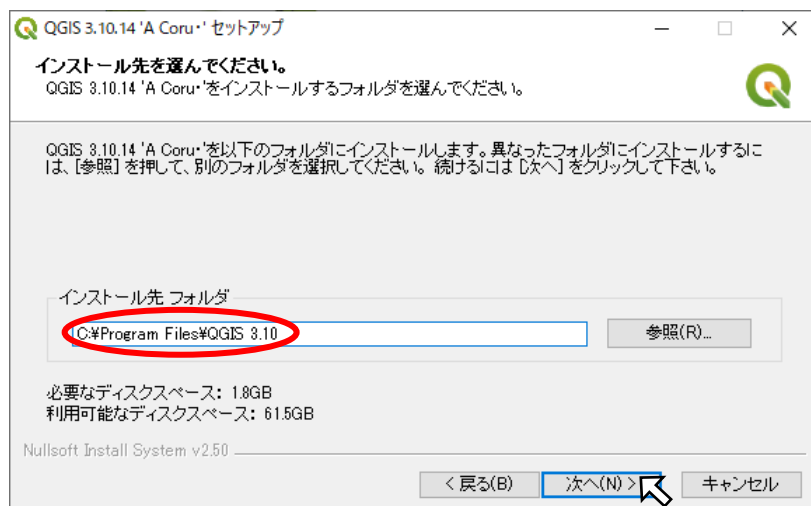 QGIS 3.10.14 'A Coru・' セットアップ
インストール先を選んでください。
QGIS 3.10.14 'A Coru・'をインストールするフォルダを選んでください。
QGIS 3.10.14 'A Coru・'を以下のフォルダにインストールします。異なったフォルダにインストールするに
は、[参照] を押して、別のフォルダを選択してください。続けるには [次へ] をクリックして下さい。
インストール先 フォルダ
C:¥Program Files¥QGIS 3.10
参照(R)...
必要なディスクスペース: 1.8GB
利用可能なディスクスペース: 61.5GB
Nullsoft Install System v2.50
< 戻る(B)
次へ(N) >
キャンセル